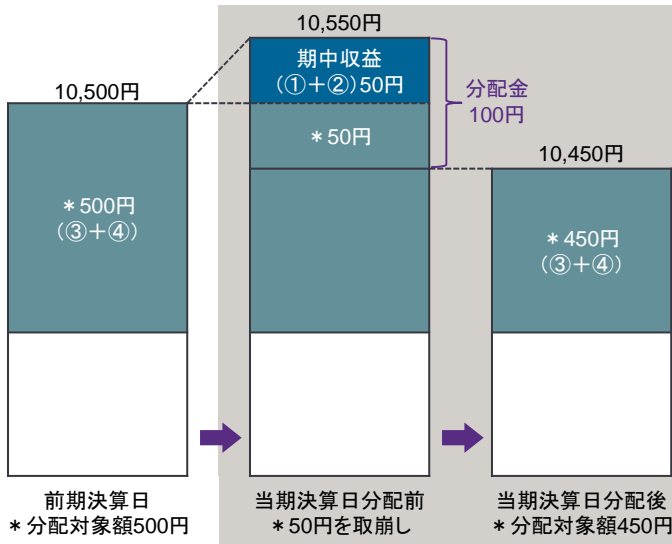 10,500円
＊500円
（③＋④）
前期決算日
＊分配対象額500円
10,550円
期中収益
（①＋②）50円
＊50円
分配金
100円
当期決算日分配前
＊50円を取崩し
10,450円
＊450円
（③＋④）
当期決算日分配後
＊分配対象額450円